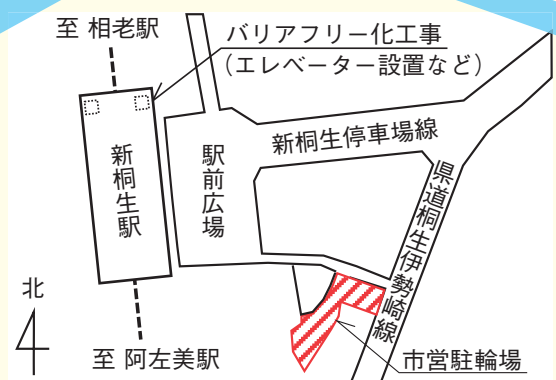 至 相老駅
バリアフリー化工事
（エレベーター設置など）
新桐生停車場線
新桐生駅
駅前広場
県道桐生伊勢崎線
北
至 阿左美駅
市営駐輪場